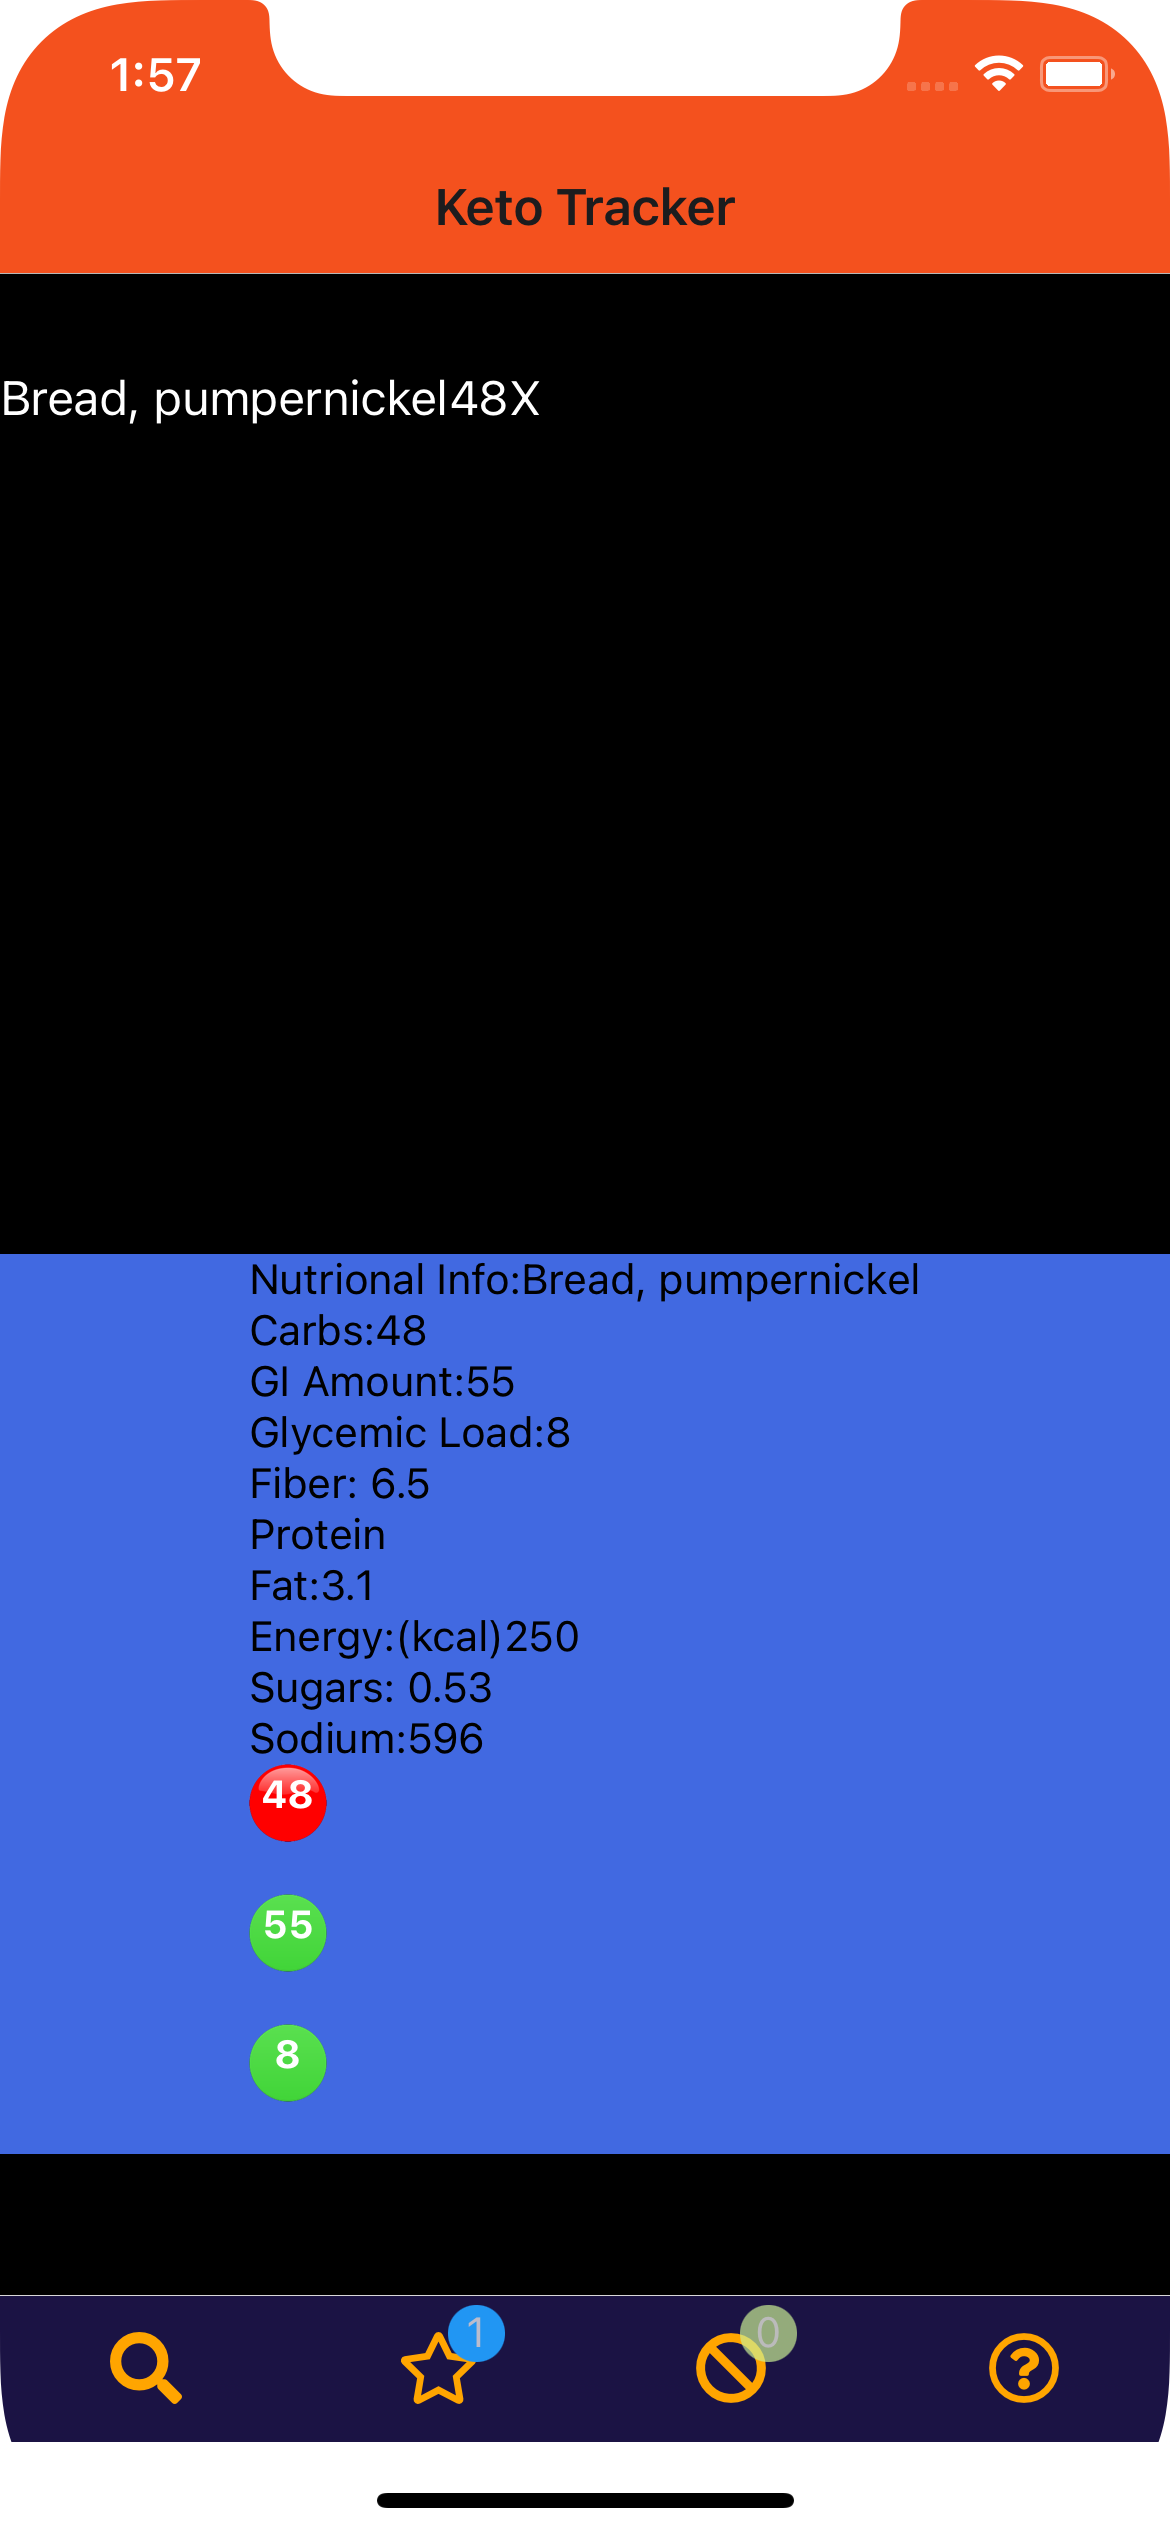 1:57
Keto Tracker
Bread, pumpernickel48X
Nutrional Info:Bread, pumpernickel
Carbs:48
GI Amount:55
Glycemic Load:8
Fiber: 6.5
Protein
Fat:3.1
Energy:(kcal)250
Sugars: 0.53
Sodium:596
48
55
8
1
0
?